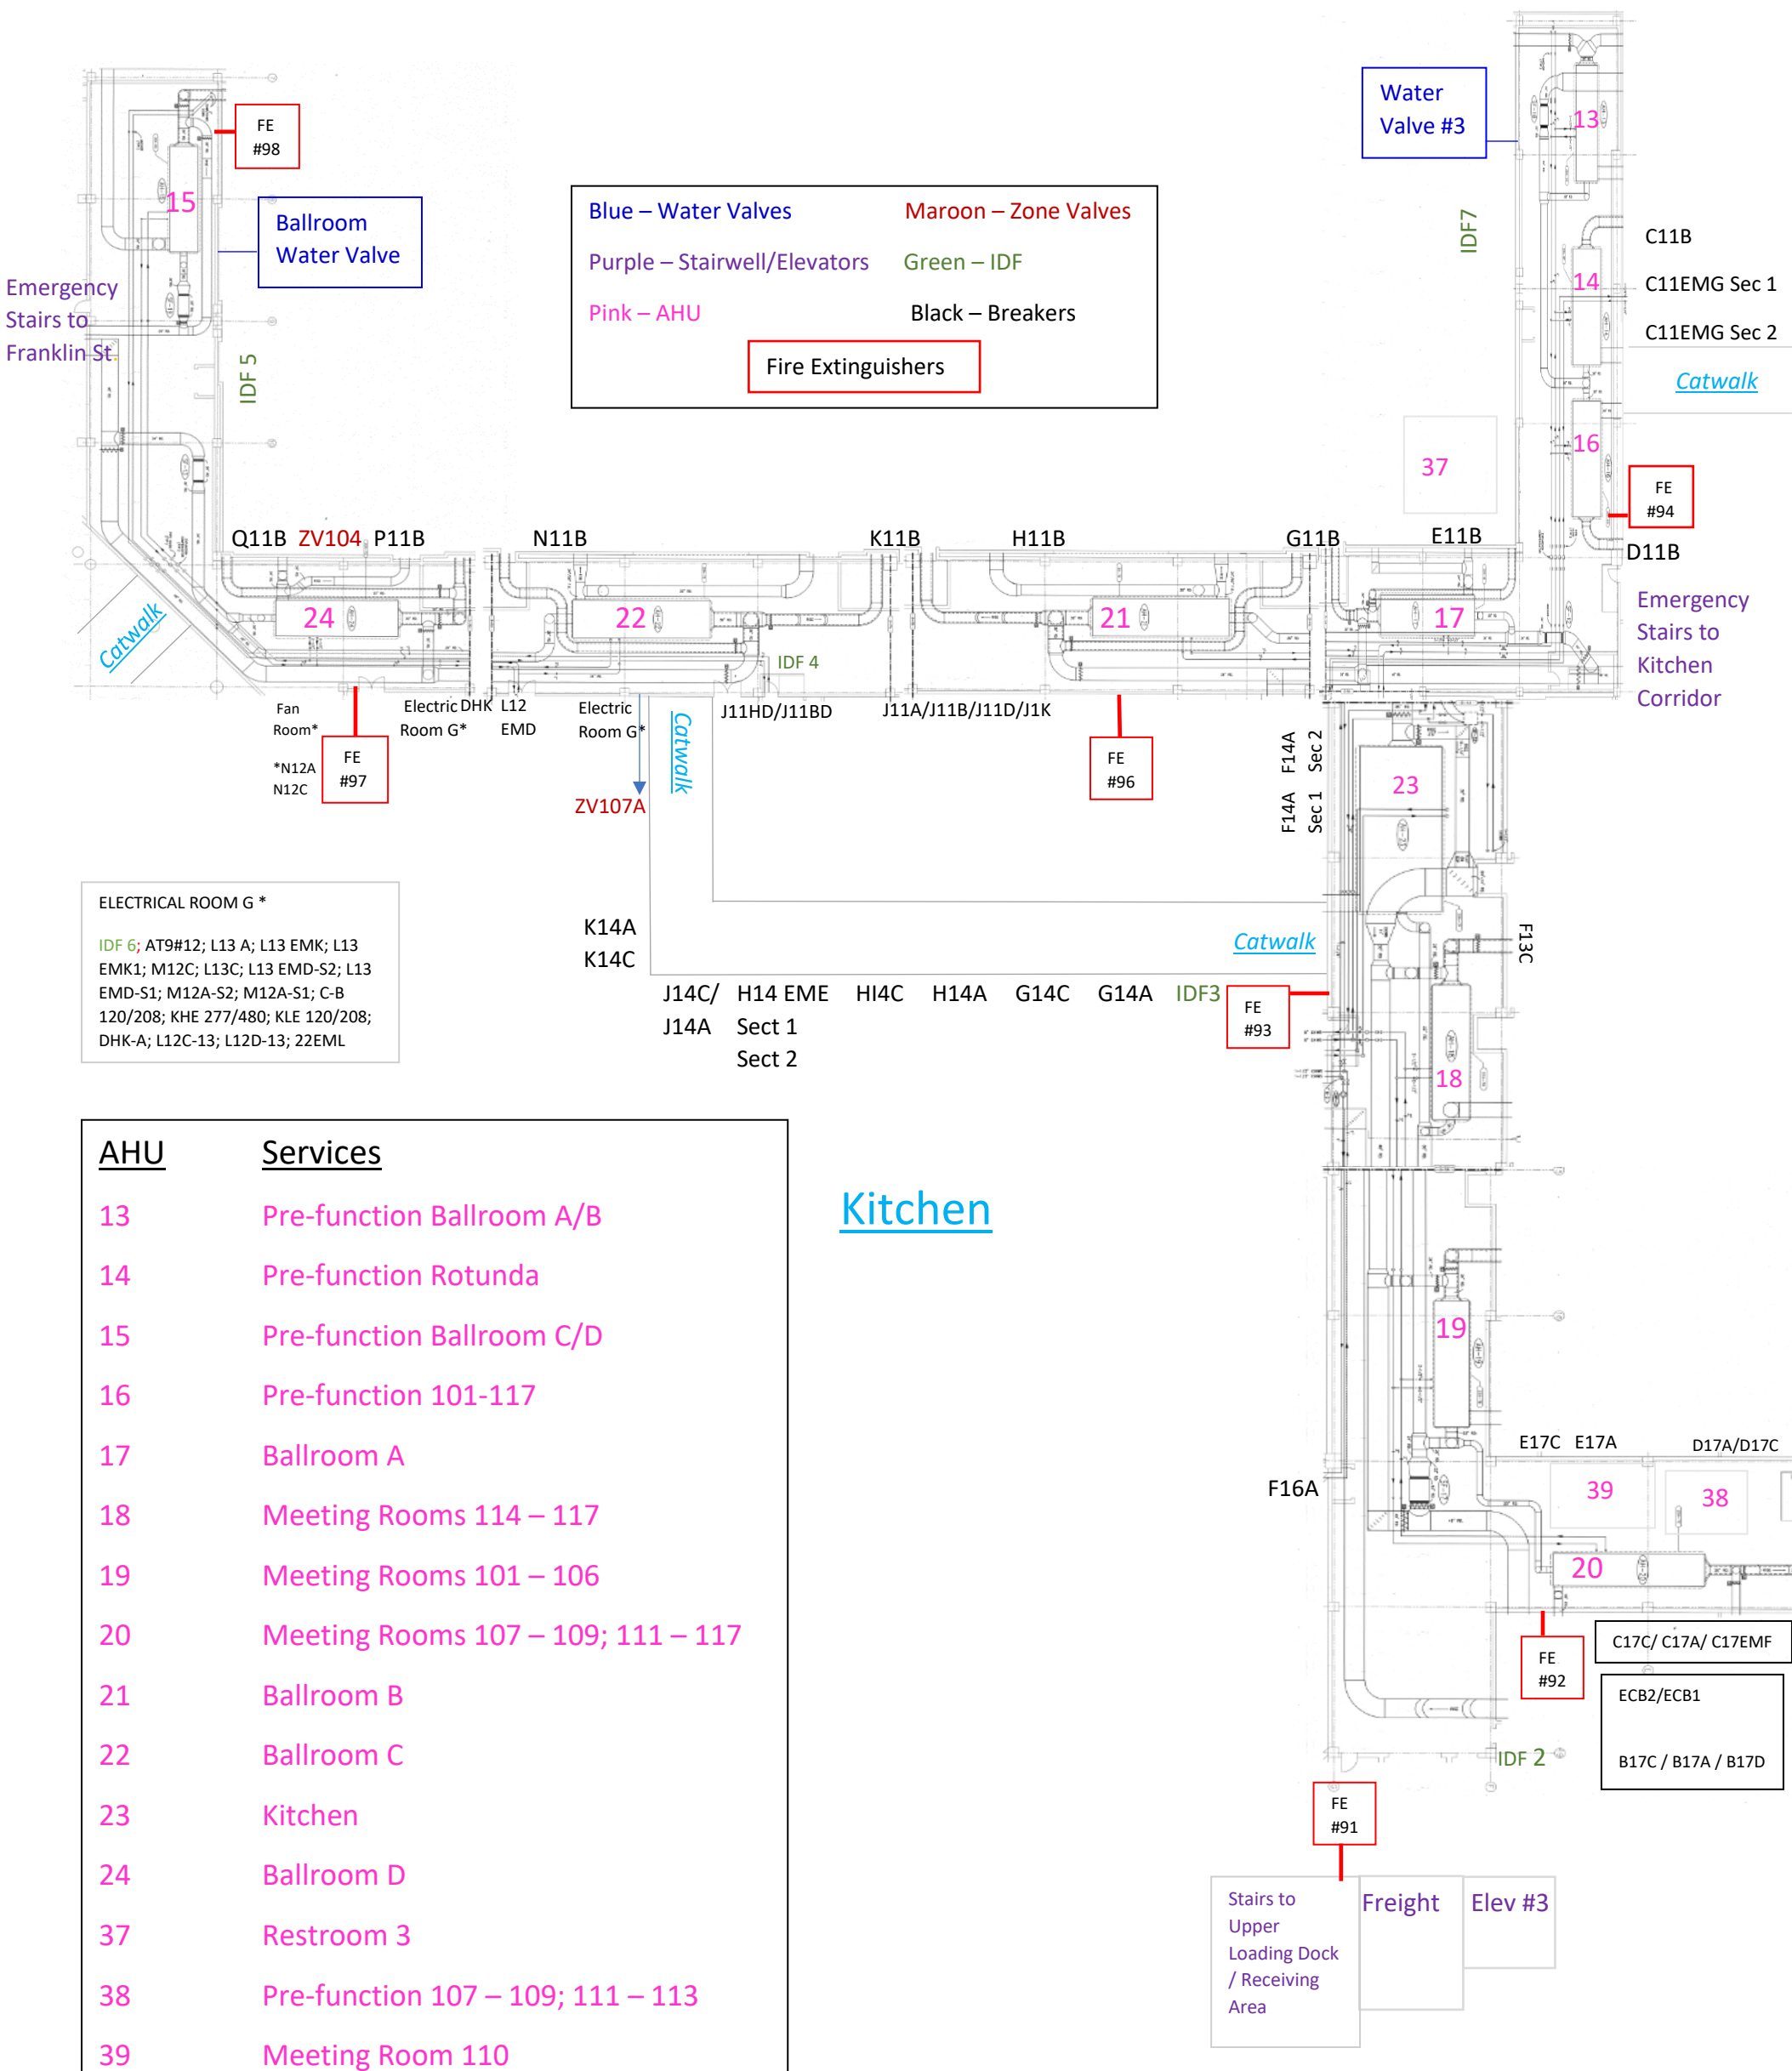 FE
#98
Water
Valve #3
13
15
Ballroom
Water Valve
Blue – Water Valves
Maroon – Zone Valves
Purple – Stairwell/Elevators
Green – IDF
Pink – AHU
Black – Breakers
Fire Extinguishers
IDF7
C11B
14
C11EMG Sec 1
C11EMG Sec 2
Catwalk
Emergency
Stairs to
Franklin St.
IDF 5
16
37
FE
#94
Q11B ZV104 P11B
N11B
K11B
H11B
G11B
E11B
D11B
24
22
21
17
Catwalk
IDF 4
Emergency
Stairs to
Kitchen
Corridor
Fan
Room*
*N12A
N12C
FE
#97
Electric
Room G*
DHK
L12
EMD
Electric
Room G*
ZV107A
Catwalk
J11HD/J11BD
J11A/J11B/J11D/J1K
FE
#96
F14A F14A
Sec 1 Sec 2
23
ELECTRICAL ROOM G *
IDF 6; AT9#12; L13 A; L13 EMK; L13
EMK1; M12C; L13C; L13 EMD-S2; L13
EMD-S1; M12A-S2; M12A-S1; C-B
120/208; KHE 277/480; KLE 120/208;
DHK-A; L12C-13; L12D-13; 22EML
K14A
K14C
Catwalk
F13C
J14C/
J14A
H14 EME
Sect 1
Sect 2
HI4C
H14A
G14C
G14A
IDF3
FE
#93
18
AHU Services
13 Pre-function Ballroom A/B
14 Pre-function Rotunda
15 Pre-function Ballroom C/D
16 Pre-function 101-117
17 Ballroom A
18 Meeting Rooms 114 – 117
19 Meeting Rooms 101 – 106
20 Meeting Rooms 107 – 109; 111 – 117
21 Ballroom B
22 Ballroom C
23 Kitchen
24 Ballroom D
37 Restroom 3
38 Pre-function 107 – 109; 111 – 113
39 Meeting Room 110
Kitchen
19
E17C E17A
D17A/D17C
F16A
39
38
20
FE
#92
C17C/ C17A/ C17EMF
ECB2/ECB1
B17C / B17A / B17D
IDF 2
FE
#91
Stairs to
Upper
Loading Dock
/ Receiving
Area
Freight
Elev #3